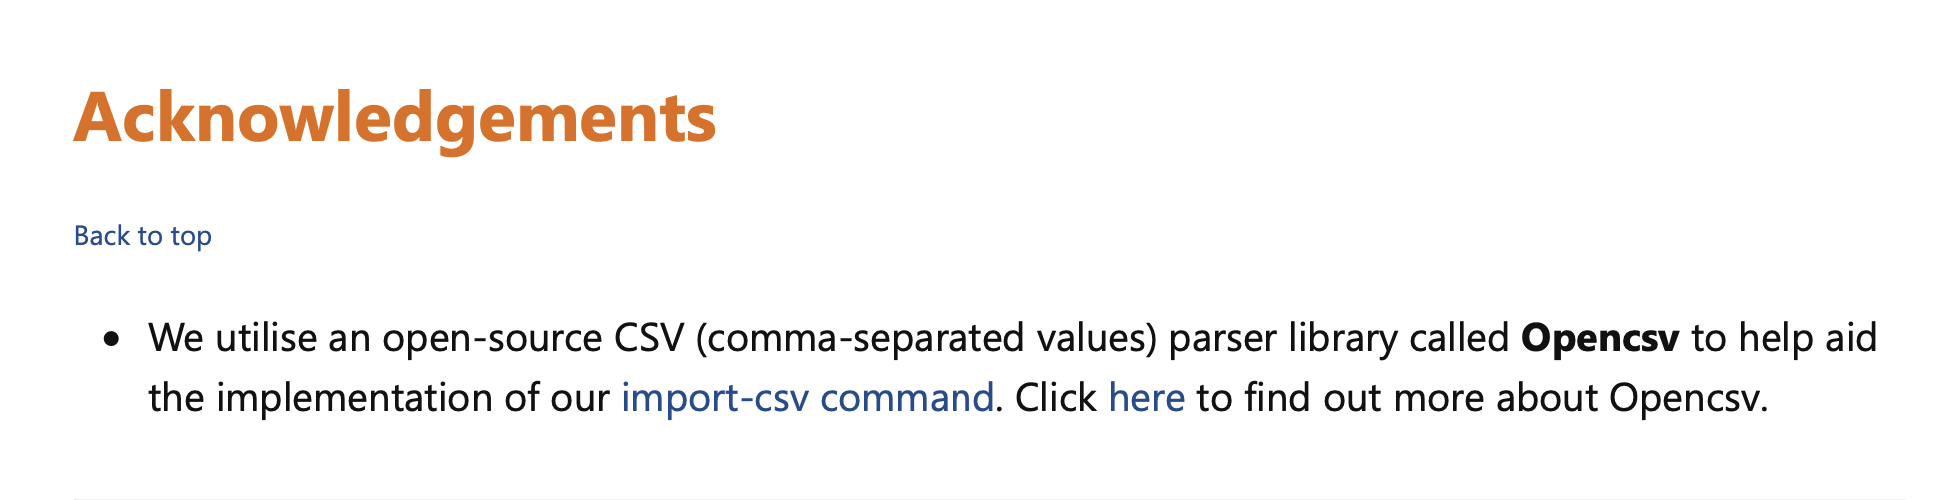 Acknowledgements
Back to top
• We utilise an open-source CSV (comma-separated values) parser library called Opencsv to help aid
the implementation of our import-csv command. Click here to find out more about Opencsv.